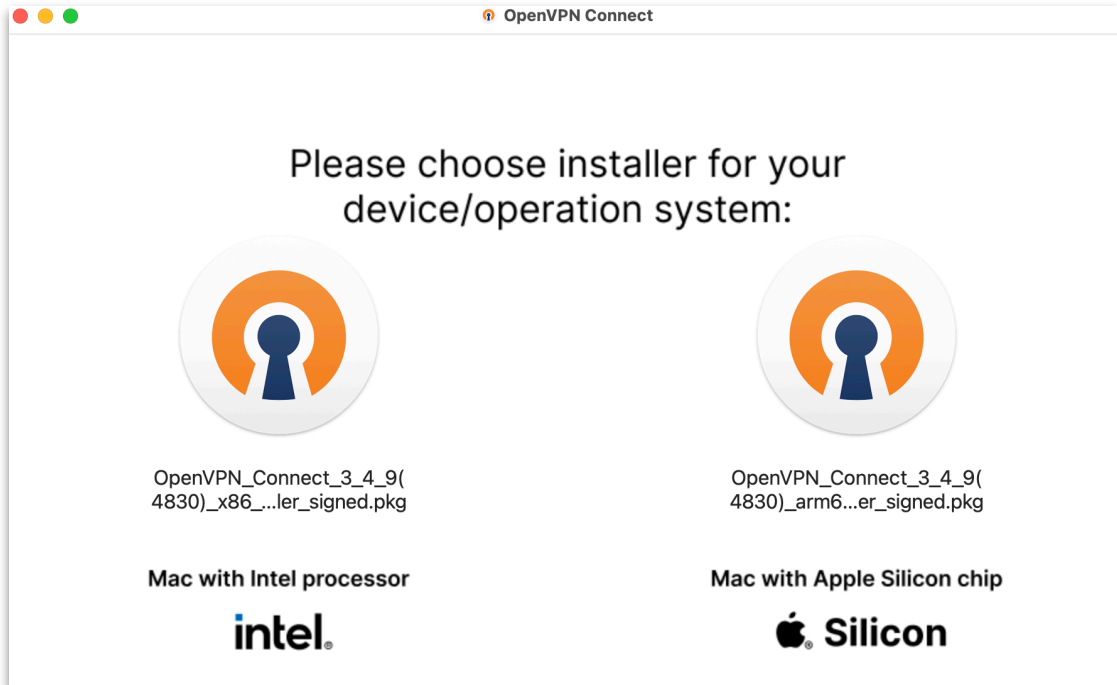 OpenVPN Connect
Please choose installer for your
device/operation system:
OpenVPN_Connect_3_4_9(
4830)_x86_...ler_signed.pkg
OpenVPN_Connect_3_4_9(
4830)_arm6...er_signed.pkg
Mac with Intel processor
intel®
Mac with Apple Silicon chip
® Silicon